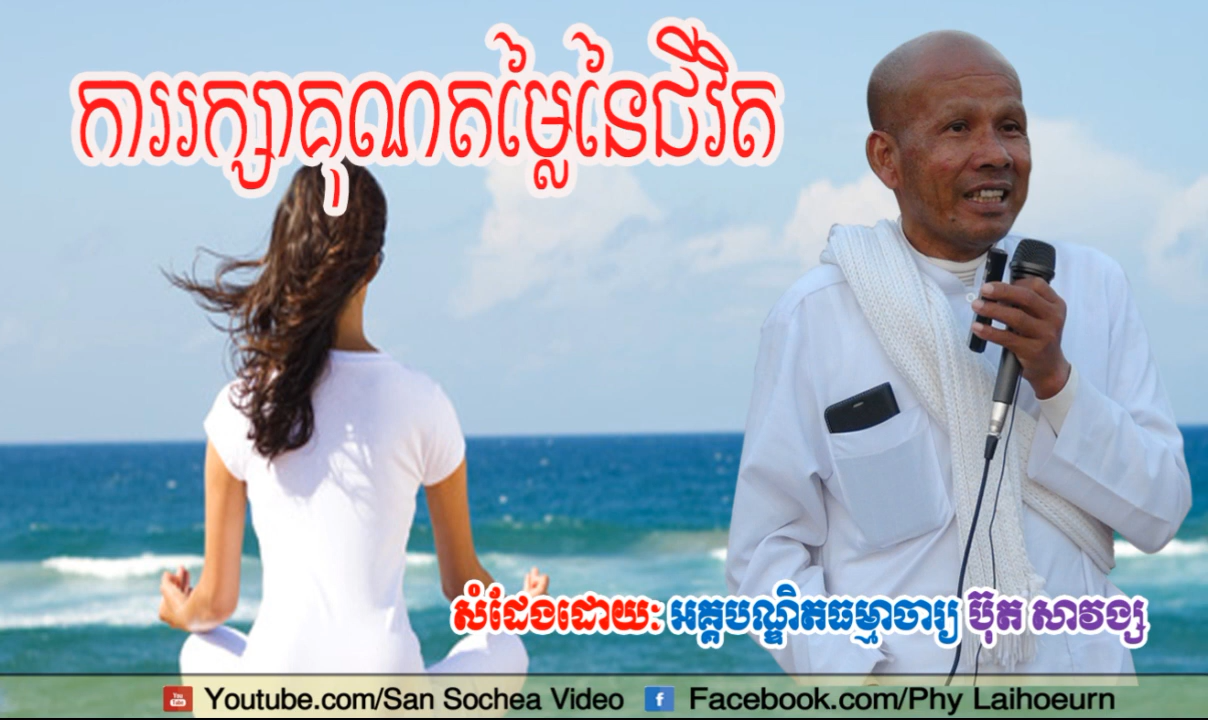 ការរក្សាគុណតម្លៃនៃជីវិត
សំដែងដោយ: អគ្គបណ្ឌិតធម្មាចារ្យ ប៊ុត សាវង្ស
You Tube Youtube.com/San Sochea Video f Facebook.com/Phy Laihoeurn